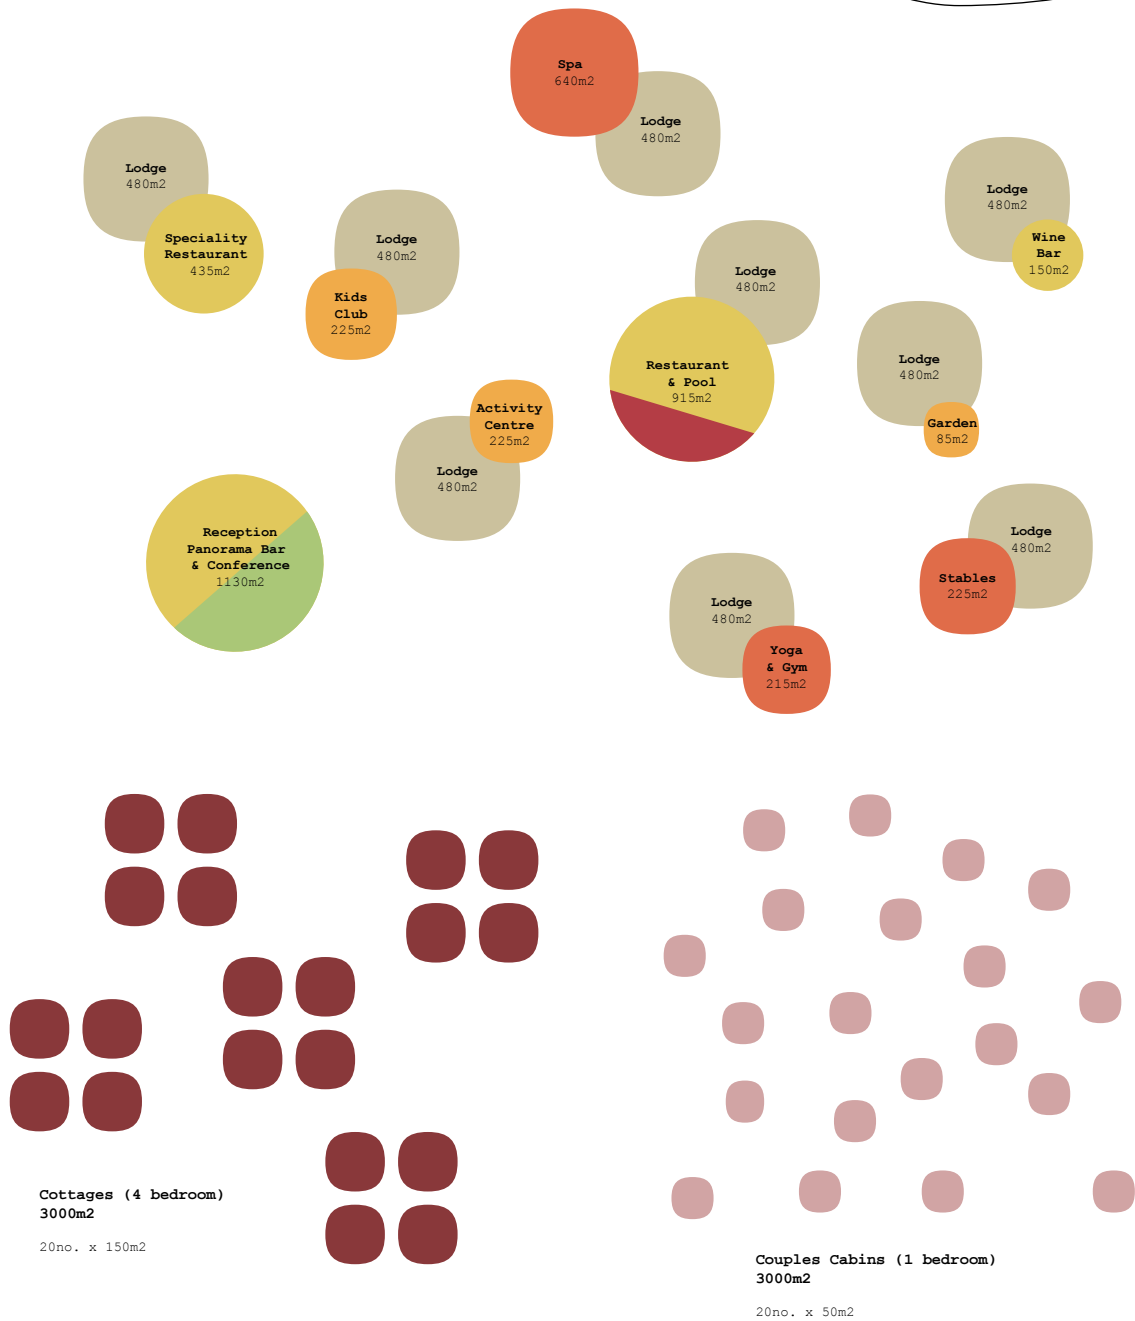 Spa
640m2
Lodge
480m2
Lodge
480m2
Speciality
Restaurant
435m2
Lodge
480m2
Kids
Club
225m2
Lodge
480m2
Wine
Bar
150m2
Lodge
480m2
Restaurant
& Pool
915m2
Lodge
480m2
Garden
85m2
Activity
Centre
225m2
Lodge
480m2
Reception
Panorama Bar
& Conference
1130m2
Lodge
480m2
Stables
225m2
Lodge
480m2
Yoga
& Gym
215m2
Cottages (4 bedroom)
3000m2
20no. x 150m2
Couples Cabins (1 bedroom)
3000m2
20no. x 50m2